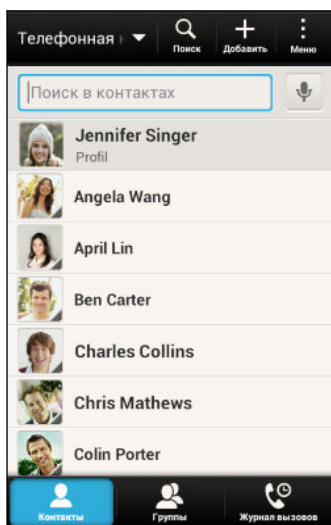 Телефонная
Поиск
Добавить
Меню
Поиск в контактах
Jennifer Singer
Profil
Angela Wang
April Lin
Ben Carter
Charles Collins
Chris Mathews
Colin Porter
Контакты
Группы
Журнал вызовов